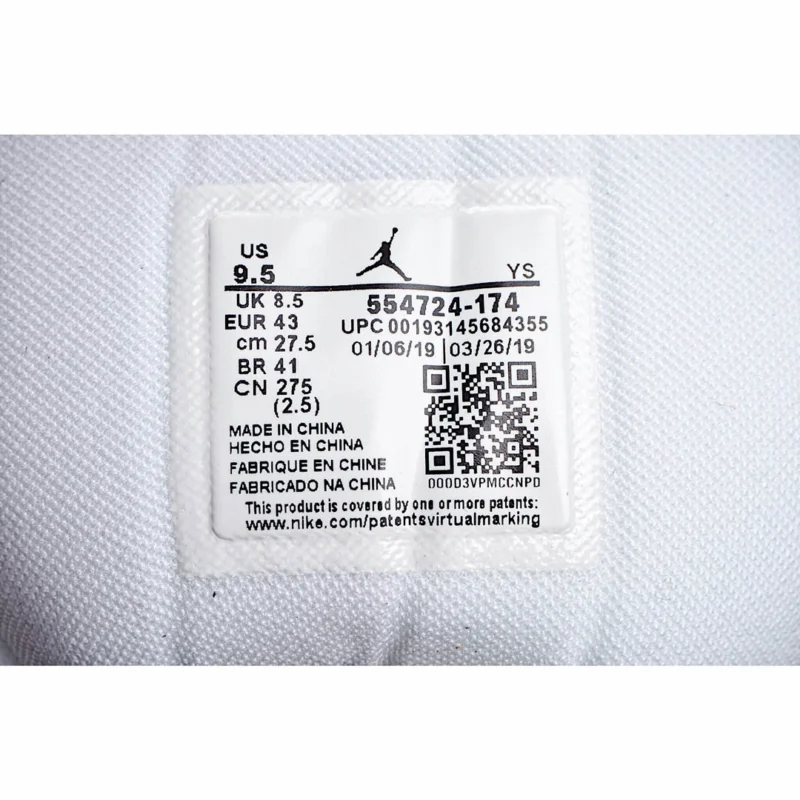 US
9.5 YS
UK 8.5 554724-174
EUR 43 UPC 00193145684355
cm 27.5 01/06/19 | 03/26/19
BR 41
CN 275
(2.5)
MADE IN CHINA
HECHO EN CHINA
FABRIQUE EN CHINE
FABRICADO NA CHINA 000D3VPMCCNPD
This product is covered by one or more patents:
www.nike.com/patentsvirtualmarking